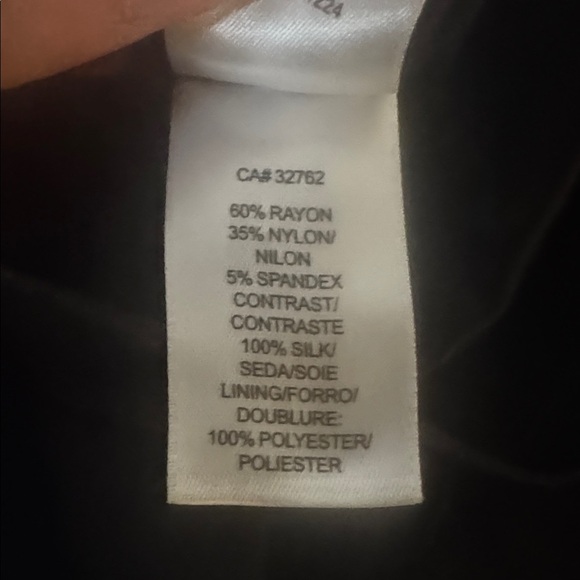 224
CA# 32762
60% RAYON
35% NYLON/
NILON
5% SPANDEX
CONTRAST/
CONTRASTE
100% SILK/
SEDA/SOIE
LINING/FORRO/
DOUBLURE:
100% POLYESTER/
POLIESTER